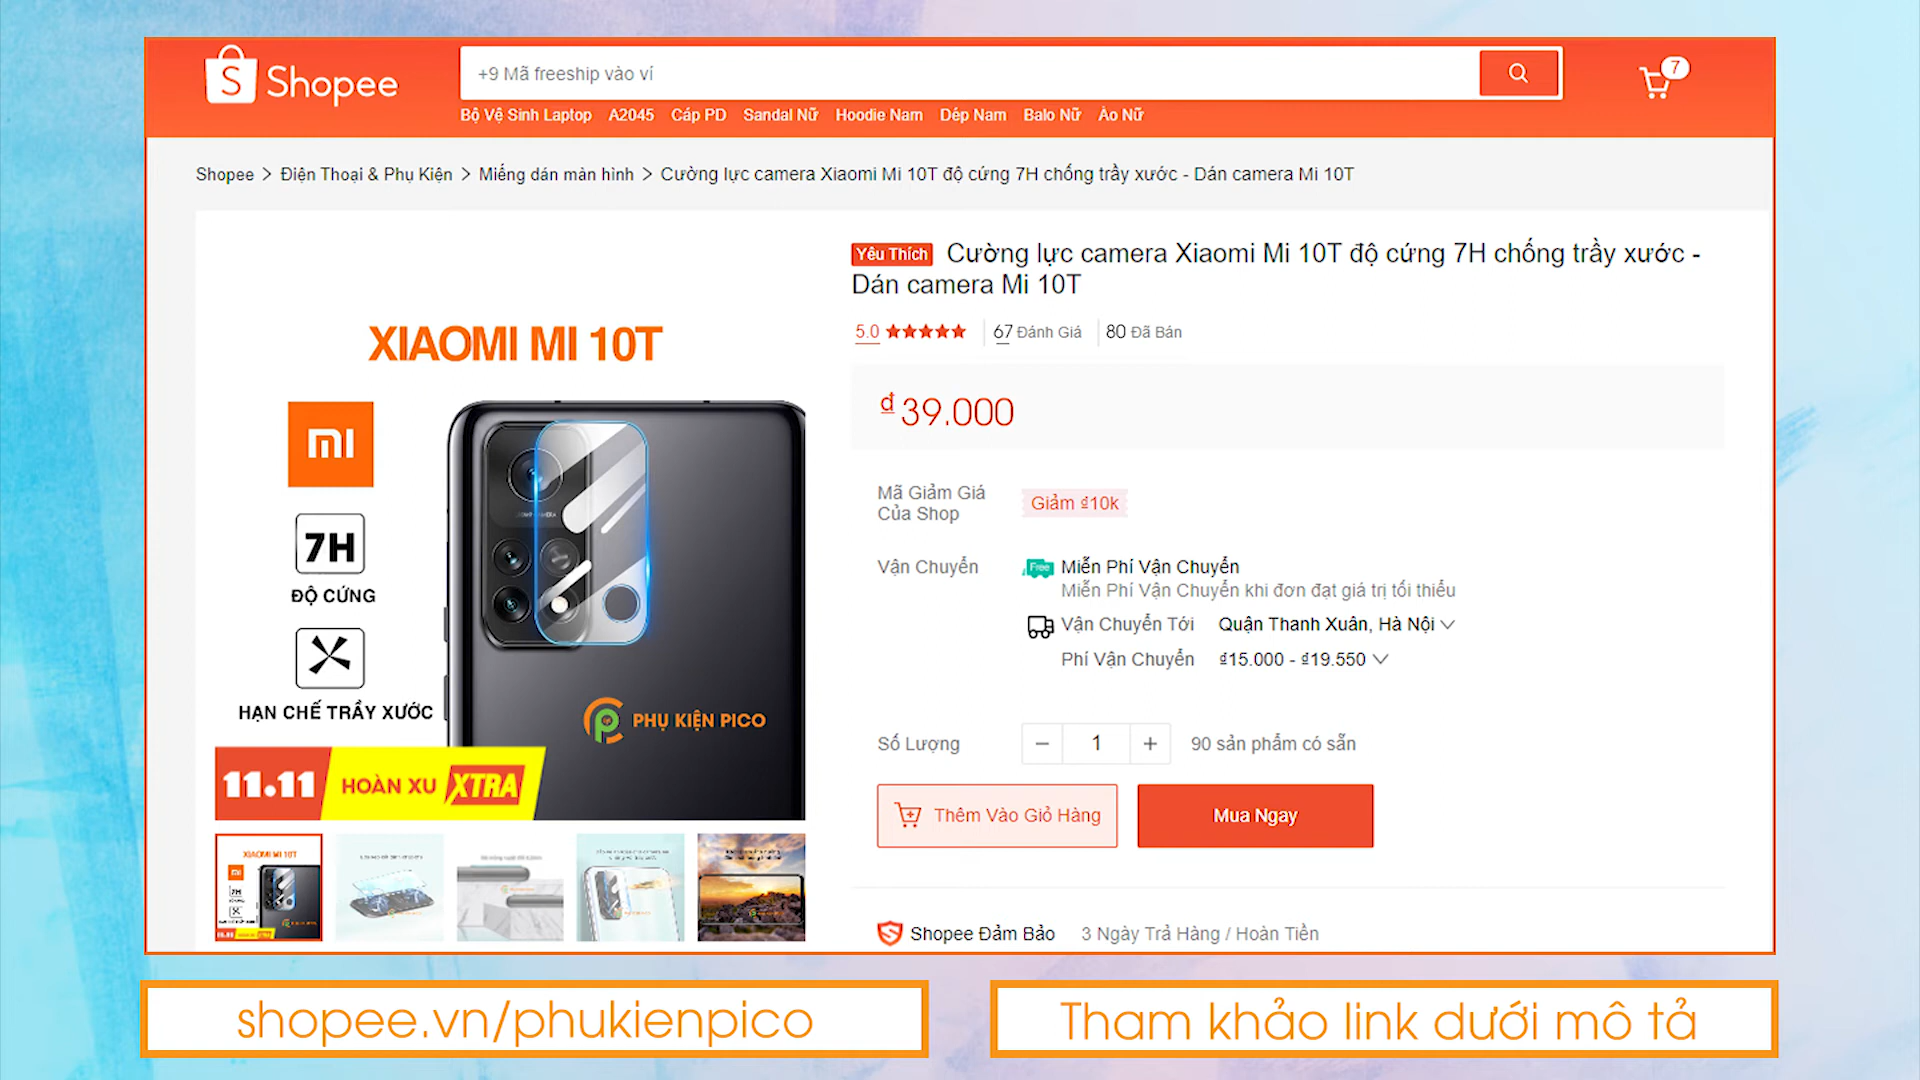 Shopee
+9 Mã freeship vào ví
7
Bộ Vệ Sinh Laptop A2045 Cáp PD Sandal Nữ Hoodie Nam Dép Nam Balo Nữ Ào Nữ
Shopee > Điện Thoại & Phụ Kiện > Miếng dán màn hình > Cường lực camera Xiaomi Mi 10T độ cứng 7H chống trầy xước - Dán camera Mi 10T
Yêu Thích Cường lực camera Xiaomi Mi 10T độ cứng 7H chống trầy xước -
Dán camera Mi 10T
5.0 67 Đánh Giá 80 Đã Bán
₫39.000
Mã Giảm Giá
Của Shop
Giảm ₫10k
Vận Chuyển
Free Miễn Phí Vận Chuyển
Miễn Phí Vận Chuyển khi đơn đạt giá trị tối thiểu
Vận Chuyển Tới Quận Thanh Xuân, Hà Nội
Phí Vận Chuyển ₫15.000 - ₫19.550
Số Lượng
− 1 +
90 sản phẩm có sẵn
Thêm Vào Giỏ Hàng
Mua Ngay
Shopee Đảm Bảo 3 Ngày Trả Hàng / Hoàn Tiền
XIAOMI MI 10T
mi
7H
ĐỘ CỨNG
HẠN CHẾ TRẦY XƯỚC
PHỤ KIỆN PICO
11.11 HOÀN XU XTRA
XIAOMI MI 10T
shopee.vn/phukienpico
Tham khảo link dưới mô tả